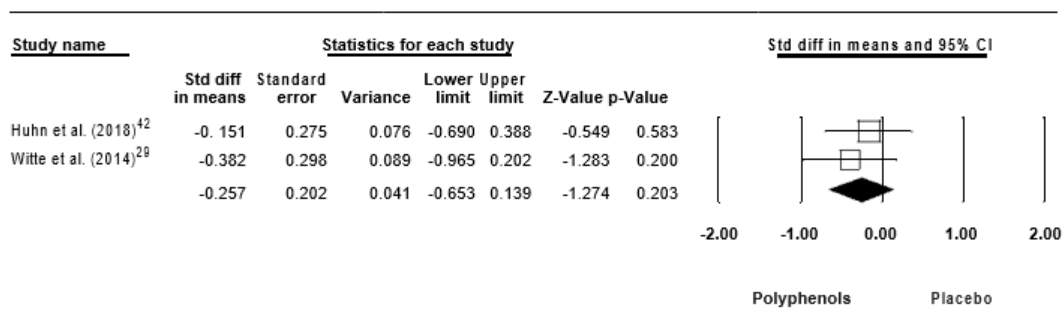 Study name Statistics for each study Std diff in means and 95% CI
Std diff Standard Lower Upper
in means error Variance limit limit Z-Value p-Value
Huhn et al. (2018)42 -0. 151 0.275 0.076 -0.690 0.388 -0.549 0.583
Witte et al. (2014)29 -0.382 0.298 0.089 -0.965 0.202 -1.283 0.200
-0.257 0.202 0.041 -0.653 0.139 -1.274 0.203
-2.00 -1.00 0.00 1.00 2.00
Polyphenols Placebo